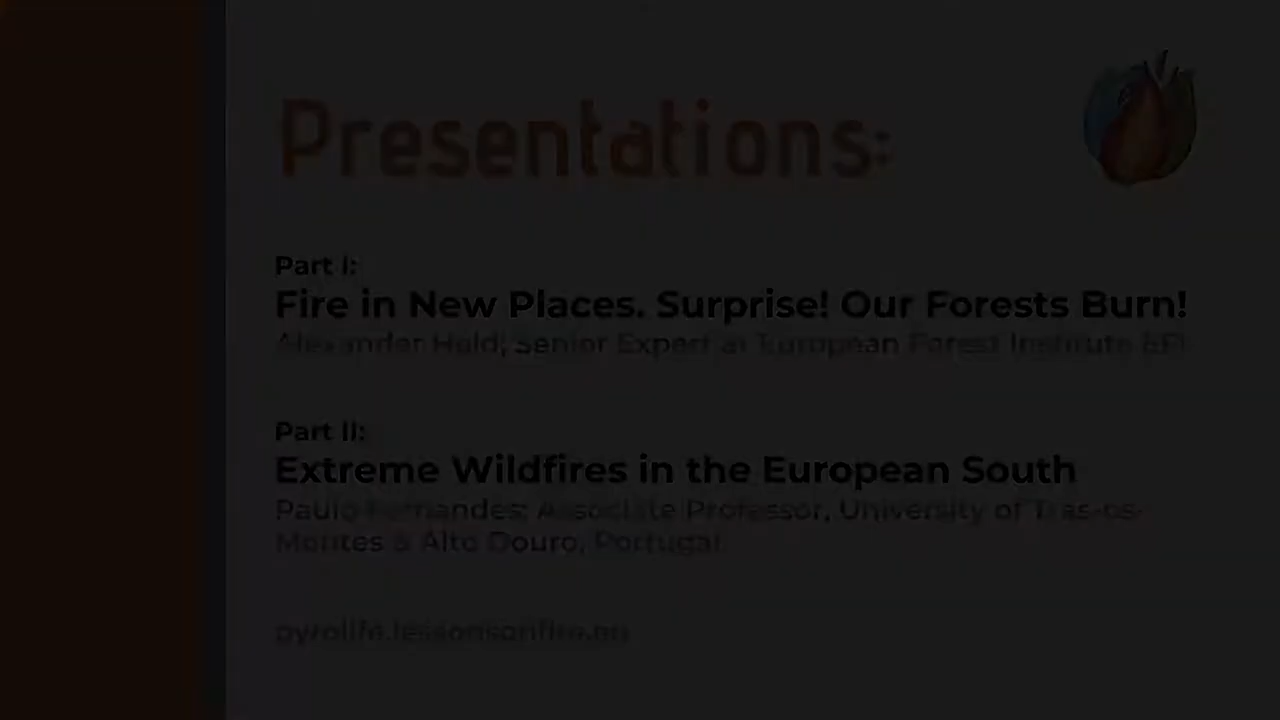 Presentations:
Part I:
Fire in New Places. Surprise! Our Forests Burn!
Alexander Held, Senior Expert at European Forest Institute EFI
Part II:
Extreme Wildfires in the European South
Paulo Fernandes: Associate Professor, University of Tras-os-
Montes e Alto Douro, Portugal
pyrolife.lessonsonfire.eu